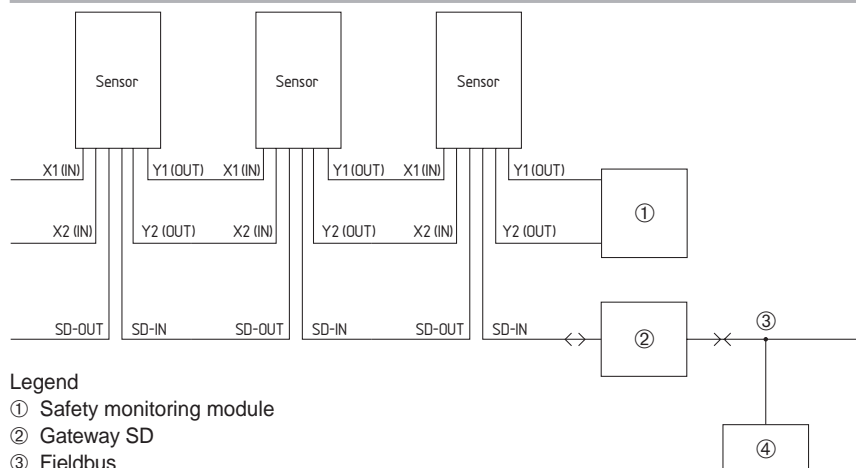 Sensor Sensor Sensor
X1 (IN) Y1 (OUT) X1 (IN) Y1 (OUT) X1 (IN) Y1 (OUT)
①
X2 (IN) Y2 (OUT) X2 (IN) Y2 (OUT) X2 (IN) Y2 (OUT)
SD-OUT SD-IN SD-OUT SD-IN SD-OUT SD-IN
② ③
Legend
① Safety monitoring module
② Gateway SD
③ Fieldbus
④